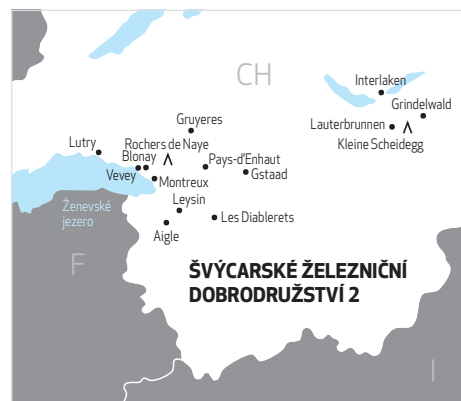 CH
Interlaken
Grindelwald
Gruyeres
Lauterbrunnen
Kleine Scheidegg
Lutry
Rochers de Naye
Blonay
Pays-d'Enhaut
Vevey
Gstaad
Montreux
Leysin
Ženevské
jezero
Les Diablerets
Aigle
F
ŠVÝCARSKÉ ŽELEZNIČNÍ
DOBRODRUŽSTVÍ 2
I